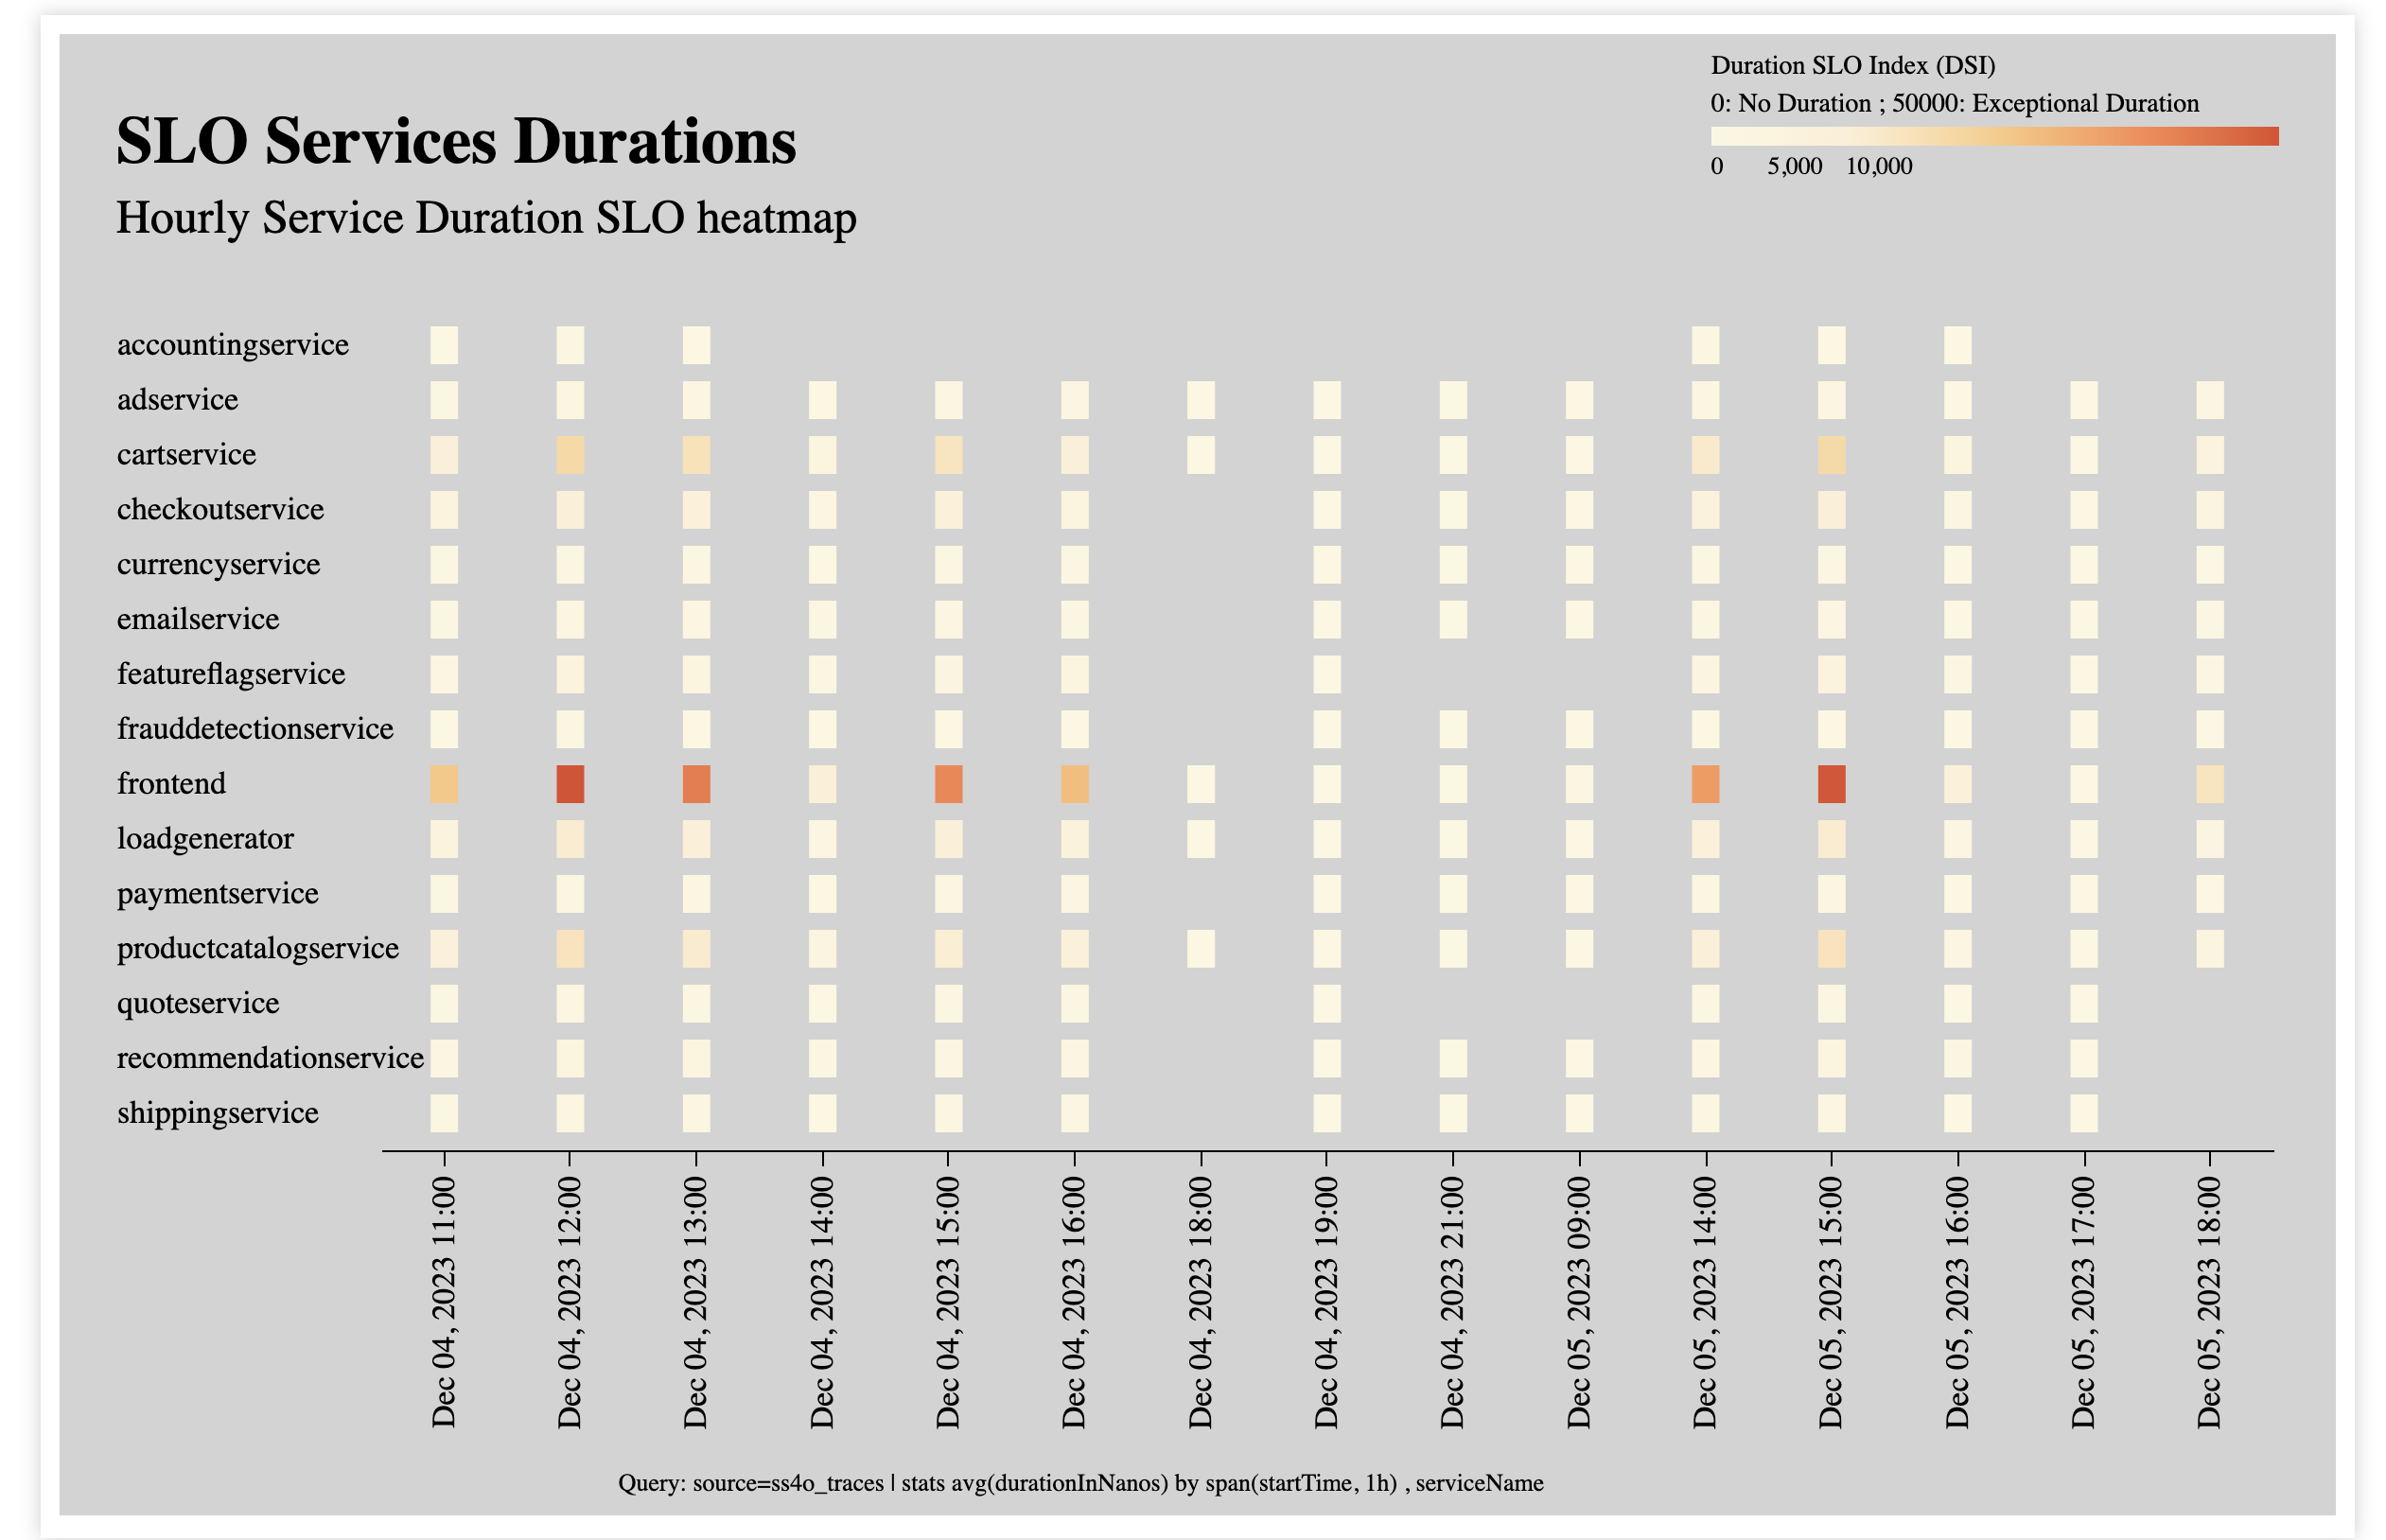 Duration SLO Index (DSI)
0: No Duration ; 50000: Exceptional Duration
0 5,000 10,000
SLO Services Durations
Hourly Service Duration SLO heatmap
accountingservice
adservice
cartservice
checkoutservice
currencyservice
emailservice
featureflagservice
frauddetectionservice
frontend
loadgenerator
paymentservice
productcatalogservice
quoteservice
recommendationservice
shippingservice
Dec 04, 2023 11:00
Dec 04, 2023 12:00
Dec 04, 2023 13:00
Dec 04, 2023 14:00
Dec 04, 2023 15:00
Dec 04, 2023 16:00
Dec 04, 2023 18:00
Dec 04, 2023 19:00
Dec 04, 2023 21:00
Dec 05, 2023 09:00
Dec 05, 2023 14:00
Dec 05, 2023 15:00
Dec 05, 2023 16:00
Dec 05, 2023 17:00
Dec 05, 2023 18:00
Query: source=ss4o_traces | stats avg(durationInNanos) by span(startTime, 1h) , serviceName